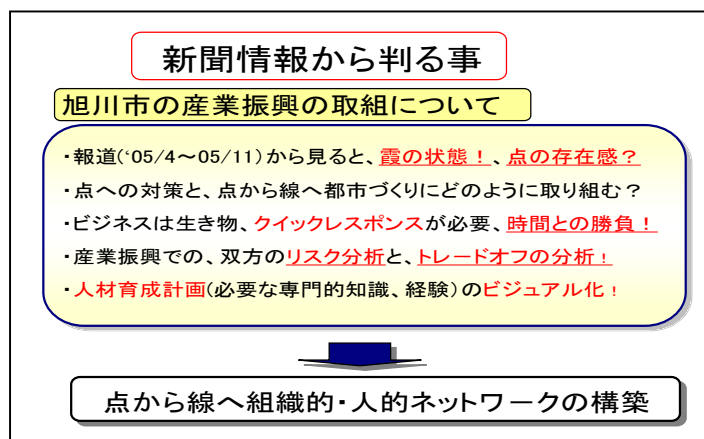 新聞情報から判る事
旭川市の産業振興の取組について
・報道(‘05/4～05/11)から見ると、霞の状態！、点の存在感？
・点への対策と、点から線へ都市づくりにどのように取り組む？
・ビジネスは生き物、クイックレスポンスが必要、時間との勝負！
・産業振興での、双方のリスク分析と、トレードオフの分析！
・人材育成計画(必要な専門的知識、経験)のビジュアル化！
点から線へ組織的・人的ネットワークの構築